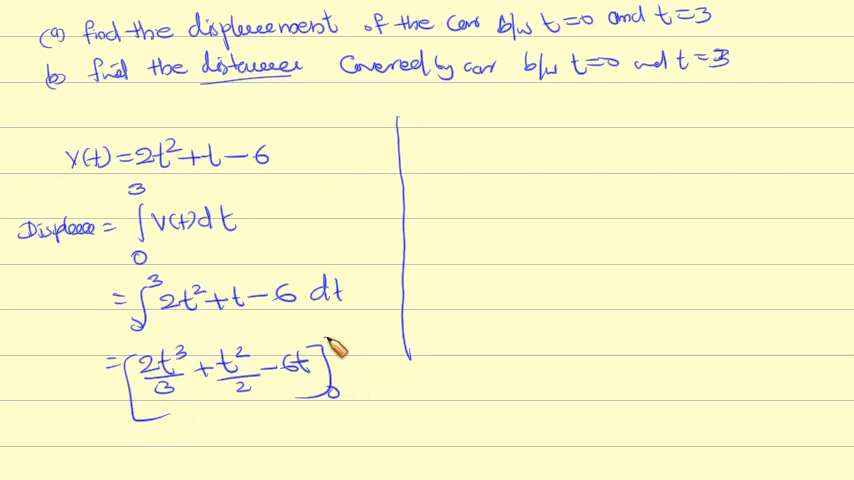 (a) find the displacement of the car b/w t=0 and t=3
(b) find the distance covered by car b/w t=0 and t=3
v(t)=2t²+t-6
Displace = ∫₀³ v(t)dt
= ∫₀³ 2t²+t-6 dt
= [2t³/3 + t²/2 - 6t]₀